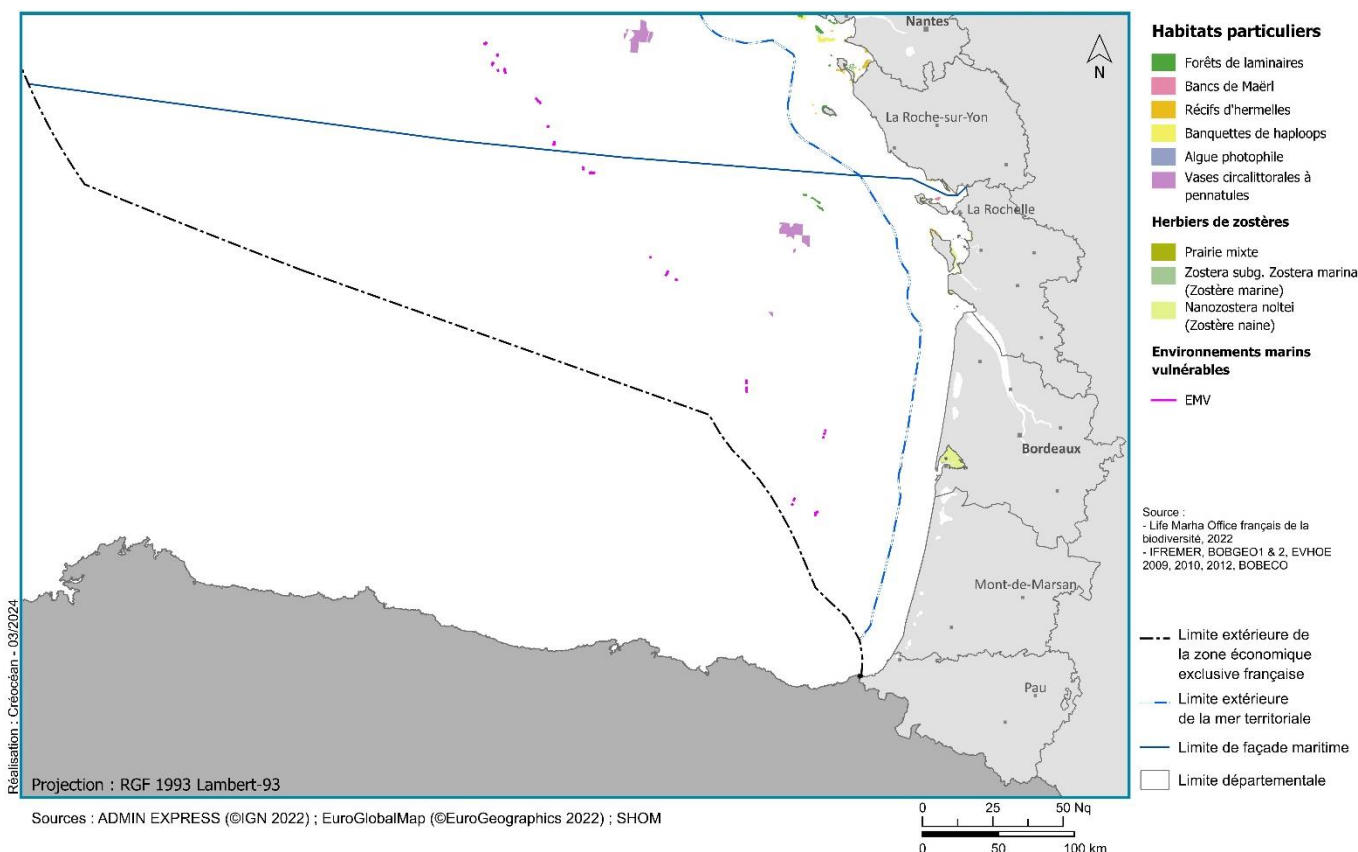 Nantes
La Roche-sur-Yon
La Rochelle
Bordeaux
Mont-de-Marsan
Pau
N
Projection : RGF 1993 Lambert-93
Réalisation : Créocéan - 03/2024
Habitats particuliers
Forêts de laminaires
Bancs de Maërl
Récifs d'hermelles
Banquettes de haploops
Algue photophile
Vases circalittorales à
pennatules
Herbiers de zostères
Prairie mixte
Zostera subg. Zostera marina
(Zostère marine)
Nanozostera noltei
(Zostère naine)
Environnements marins
vulnérables
EMV
Source :
- Life Marha Office français de la
biodiversité, 2022
- IFREMER, BOBGEO1 & 2, EVHOE
2009, 2010, 2012, BOBECO
Limite extérieure de
la zone économique
exclusive française
Limite extérieure
de la mer territoriale
Limite de façade maritime
Limite départementale
Sources : ADMIN EXPRESS (©IGN 2022) ; EuroGlobalMap (©EuroGeographics 2022) ; SHOM
0 25 50 Nq
0 50 100 km